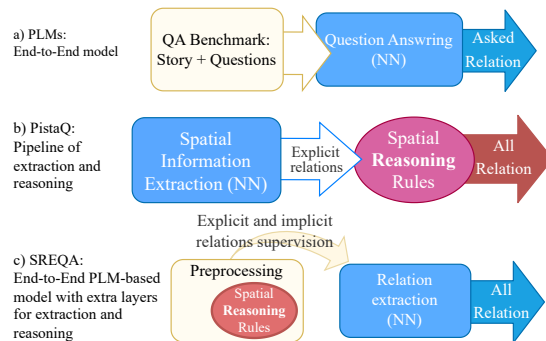 a) PLMs:
End-to-End model
QA Benchmark:
Story + Questions
Question Answring
(NN)
Asked
Relation
b) PistaQ:
Pipeline of
extraction and
reasoning
Spatial
Information
Extraction (NN)
Explicit
relations
Spatial
Reasoning
Rules
All
Relation
Explicit and implicit
relations supervision
c) SREQA:
End-to-End PLM-based
model with extra layers
for extraction and
reasoning
Preprocessing
Spatial
Reasoning
Rules
Relation
extraction
(NN)
All
Relation